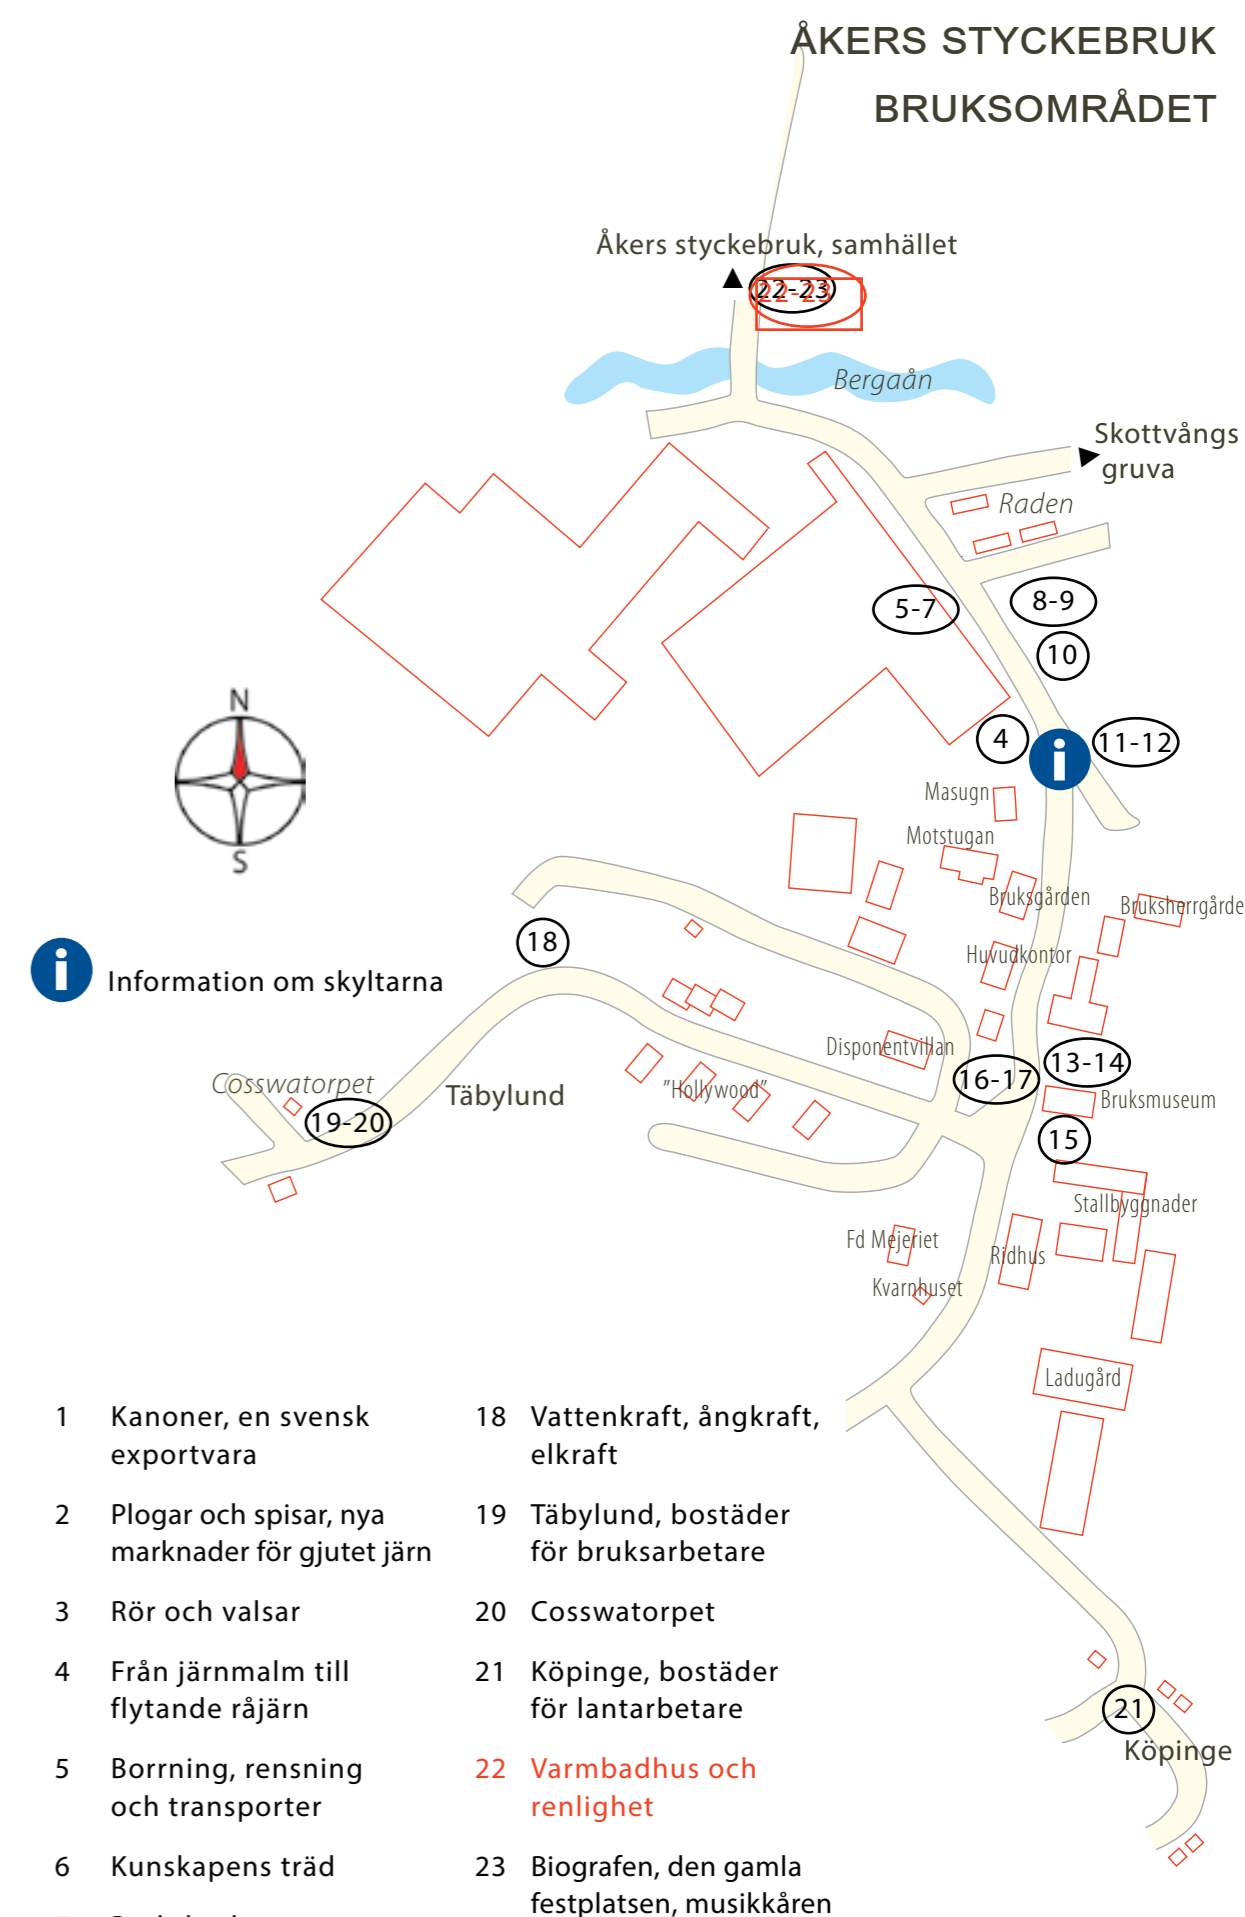 ÅKERS STYCKEBRUK
BRUKSOMRÅDET
Åkers styckebruk, samhället
22-23
22-23
Bergaån
Skottvångs
gruva
Raden
5-7
8-9
10
N
4
i
11-12
Masugn
S
Motstugan
Bruksgården
Bruksherrgårde
18
Huvudkontor
i Information om skyltarna
Disponentvillan
13-14
16-17
Cosswatorpet
Täbylund
"Hollywood"
Bruksmuseum
19-20
15
Stallbyggnader
Fd Mejeriet
Ridhus
Kvarnhuset
Ladugård
21
Köpinge
1 Kanoner, en svensk
exportvara
2 Plogar och spisar, nya
marknader för gjutet järn
3 Rör och valsar
4 Från järnmalm till
flytande råjärn
5 Borrning, rensning
och transporter
6 Kunskapens träd
18 Vattenkraft, ångkraft,
elkraft
19 Täbylund, bostäder
för bruksarbetare
20 Cosswatorpet
21 Köpinge, bostäder
för lantarbetare
22 Varmbadhus och
renlighet
23 Biografen, den gamla
festplatsen, musikkåren